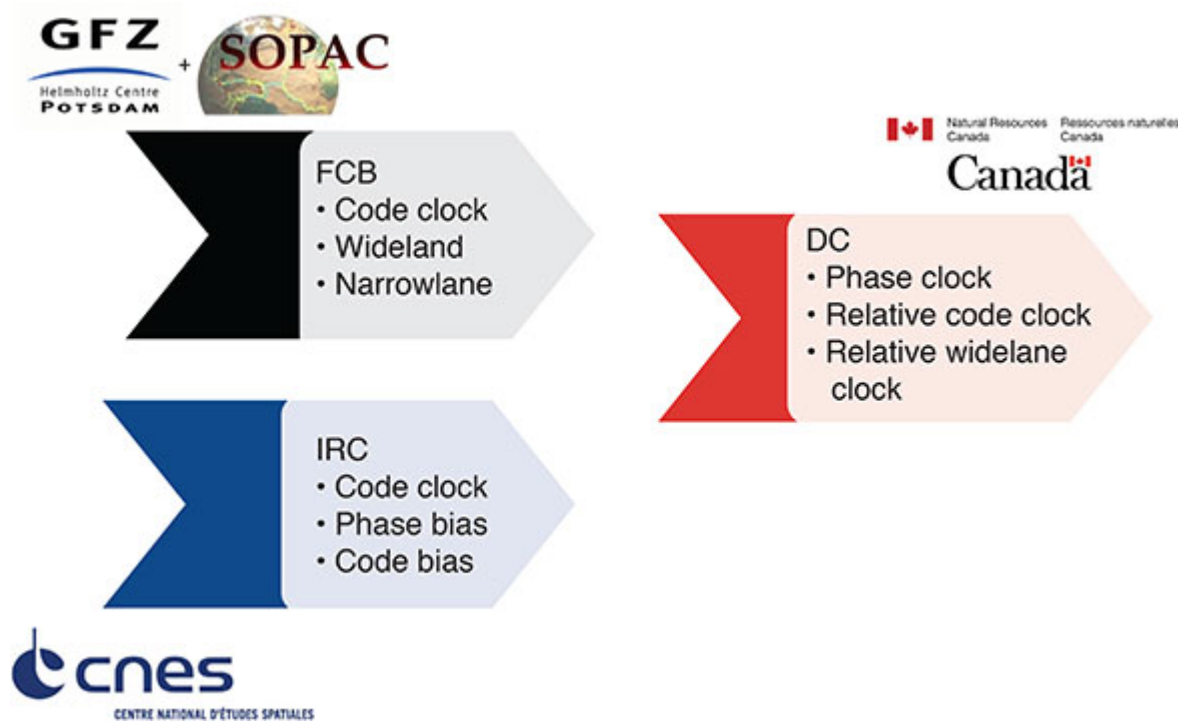 GFZ
Helmholtz Centre
POTSDAM
+
SOPAC
FCB
• Code clock
• Wideland
• Narrowlane
Natural Resources Ressources naturelles
Canada Canada
Canada
DC
• Phase clock
• Relative code clock
• Relative widelane
clock
IRC
• Code clock
• Phase bias
• Code bias
cnes
CENTRE NATIONAL D'ÉTUDES SPATIALES